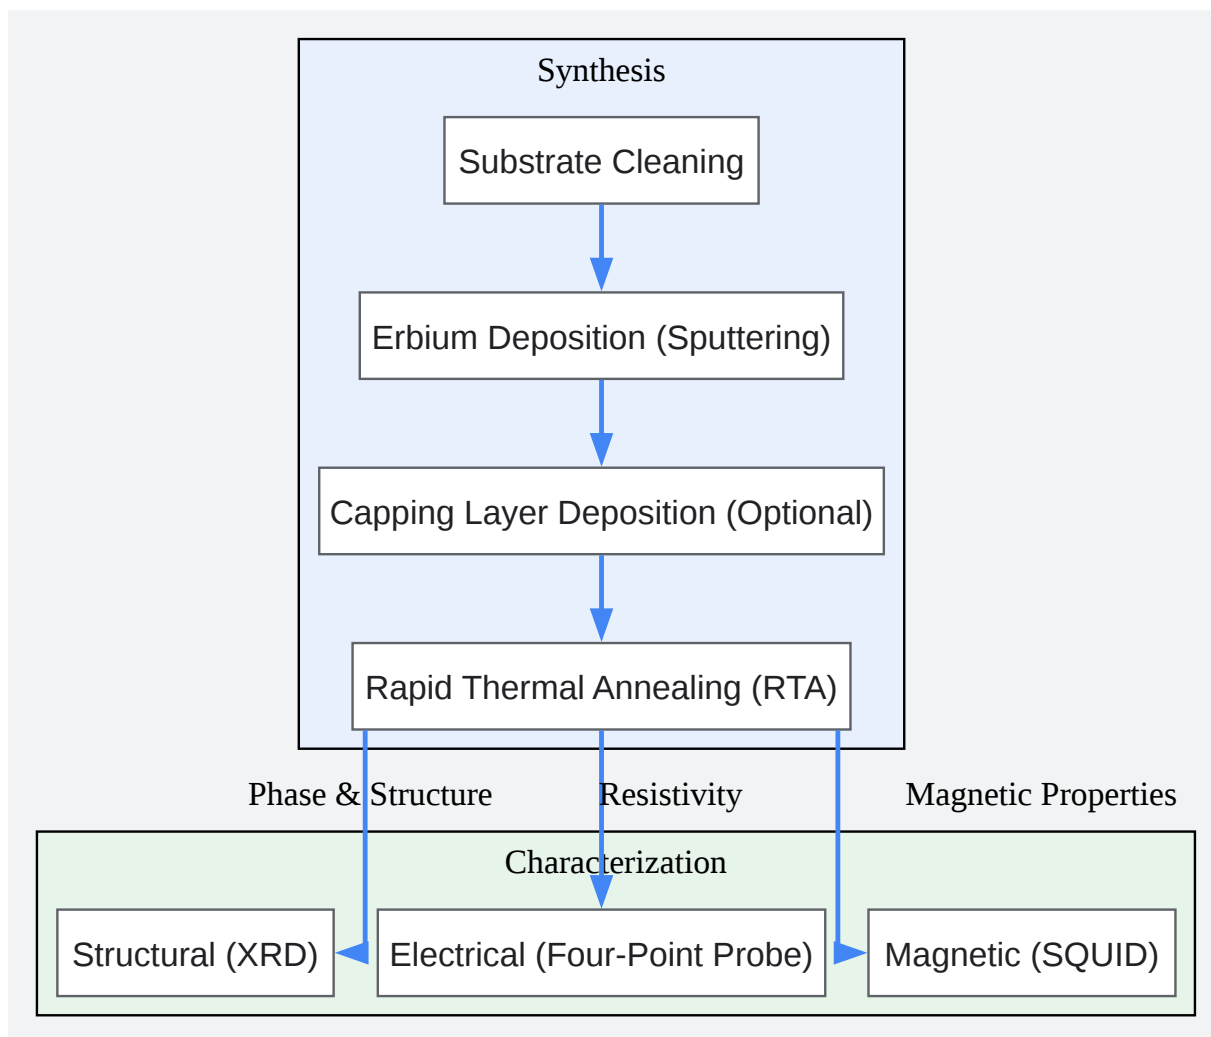 Synthesis
Substrate Cleaning
Erbium Deposition (Sputtering)
Capping Layer Deposition (Optional)
Rapid Thermal Annealing (RTA)
Phase & Structure
Resistivity
Magnetic Properties
Characterization
Structural (XRD)
Electrical (Four-Point Probe)
Magnetic (SQUID)